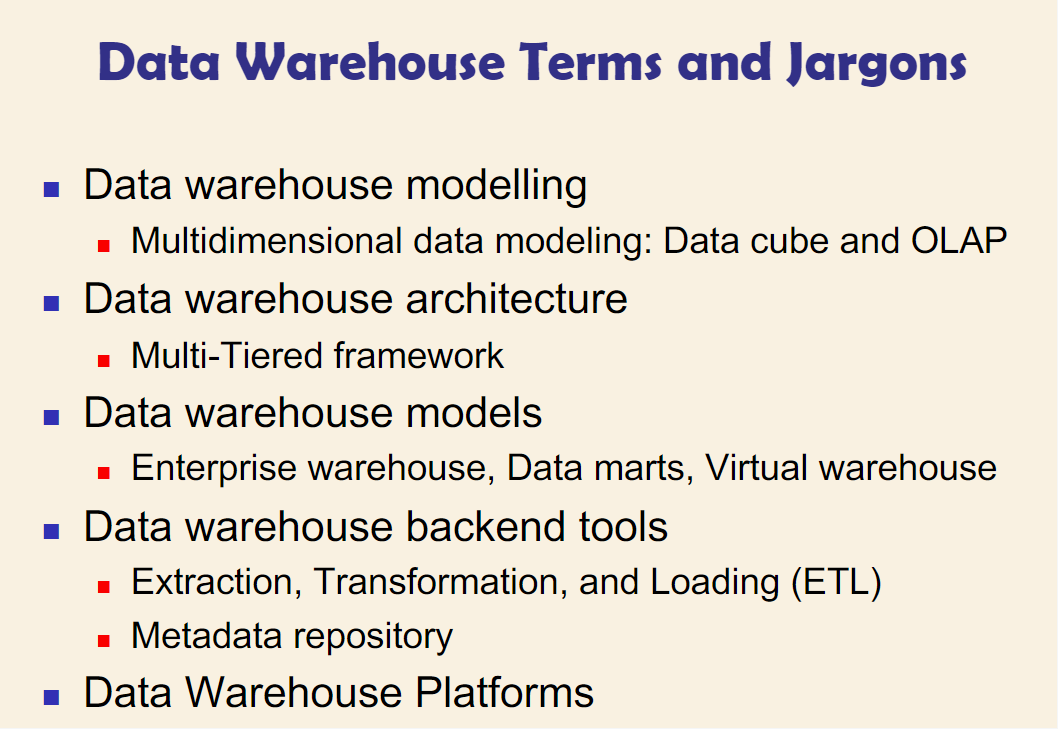 Data Warehouse Terms and Jargons
Data warehouse modelling
Multidimensional data modeling: Data cube and OLAP
Data warehouse architecture
Multi-Tiered framework
Data warehouse models
Enterprise warehouse, Data marts, Virtual warehouse
Data warehouse backend tools
Extraction, Transformation, and Loading (ETL)
Metadata repository
Data Warehouse Platforms